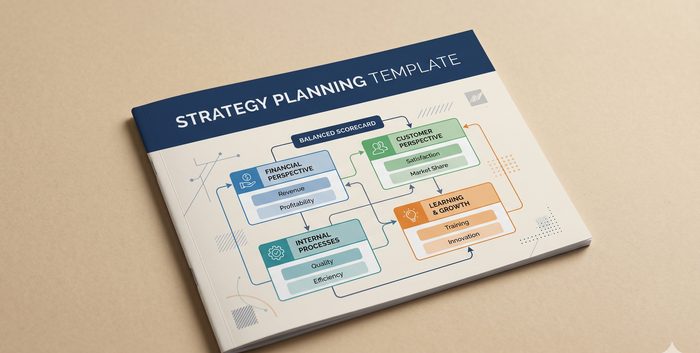 STRATEGY PLANNING TEMPLATE
BALANCED SCORECARD
FINANCIAL
PERSPECTIVE
Revenue
Profitability
CUSTOMER
PERSPECTIVE
Satisfaction
Market Share
INTERNAL
PROCESSES
Quality
Efficiency
LEARNING
& GROWTH
Training
Innovation